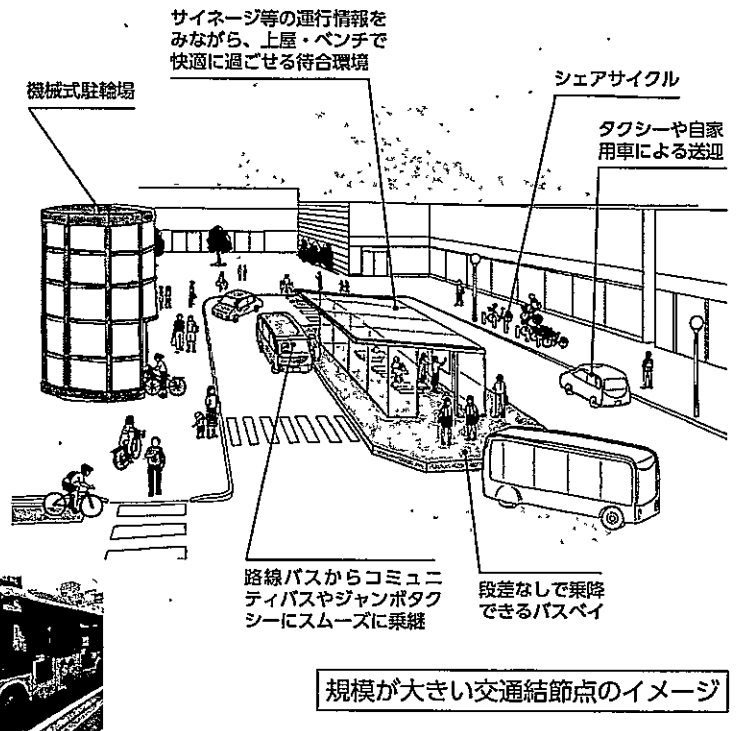 サイネージ等の運行情報を
みながら、上屋・ベンチで
快適に過ごせる待合環境
機械式駐輪場
シェアサイクル
タクシーや自家
用車による送迎
路線バスからコミュニ
ティバスやジャンボタク
シーにスムーズに乗継
段差なしで乗降
できるバスベイ
規模が大きい交通結節点のイメージ